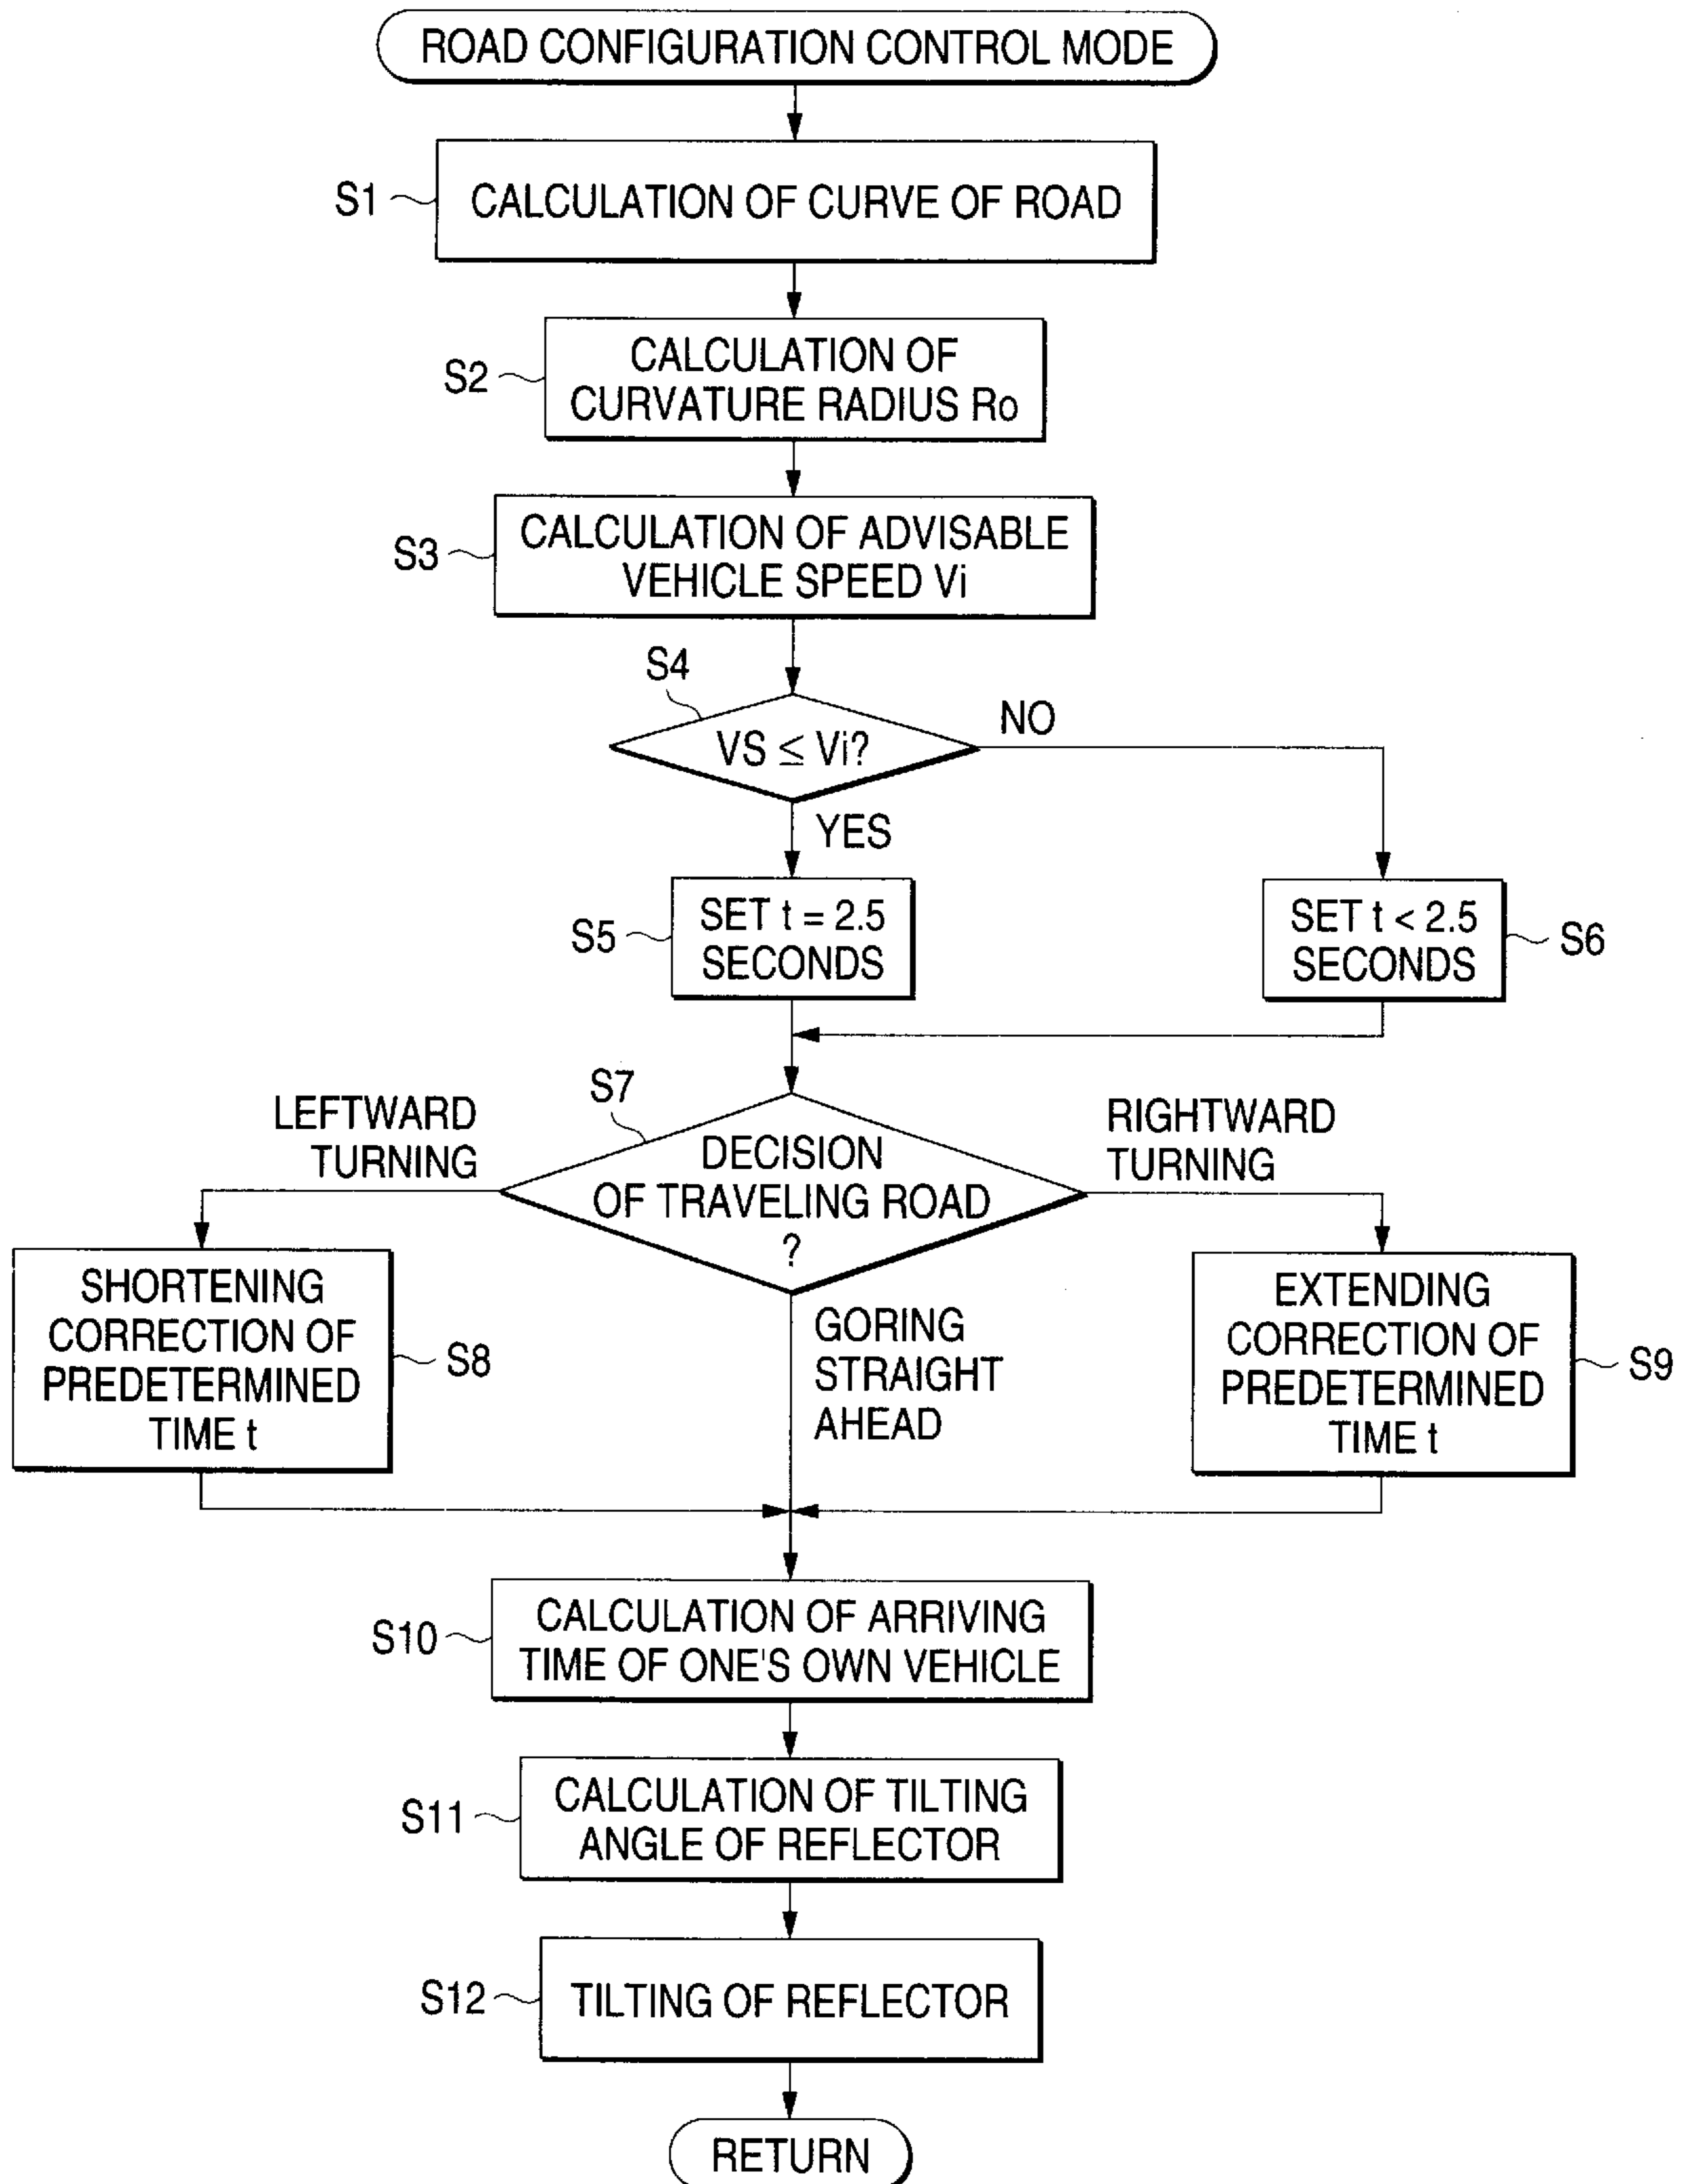 ROAD CONFIGURATION CONTROL MODE
S1
CALCULATION OF CURVE OF ROAD
S2
CALCULATION OF
CURVATURE RADIUS Ro
S3
CALCULATION OF ADVISABLE
VEHICLE SPEED Vi
S4
VS ≤ Vi?
NO
YES
S5
SET t = 2.5
SECONDS
SET t < 2.5
SECONDS
S6
S7
LEFTWARD
TURNING
DECISION
OF TRAVELING ROAD
?
RIGHTWARD
TURNING
SHORTENING
CORRECTION OF
PREDETERMINED
TIME t
S8
GORING
STRAIGHT
AHEAD
EXTENDING
CORRECTION OF
PREDETERMINED
TIME t
S9
S10
CALCULATION OF ARRIVING
TIME OF ONE'S OWN VEHICLE
S11
CALCULATION OF TILTING
ANGLE OF REFLECTOR
S12
TILTING OF REFLECTOR
RETURN